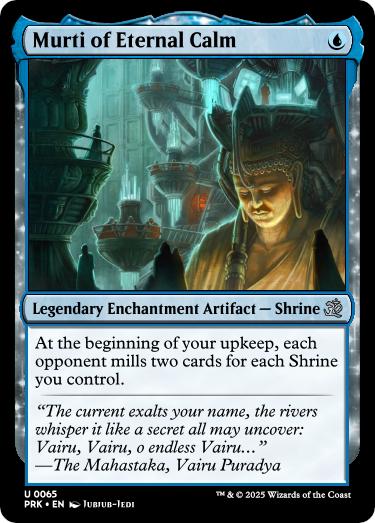 Murti of Eternal Calm
Legendary Enchantment Artifact — Shrine
At the beginning of your upkeep, each
opponent mills two cards for each Shrine
you control.
“The current exalts your name, the rivers
whisper it like a secret all may uncover:
Vairu, Vairu, o endless Vairu…”
—The Mahastaka, Vairu Puradya
U 0065
PRK • EN Jubjub-Jedi
™ & © 2025 Wizards of the Coast